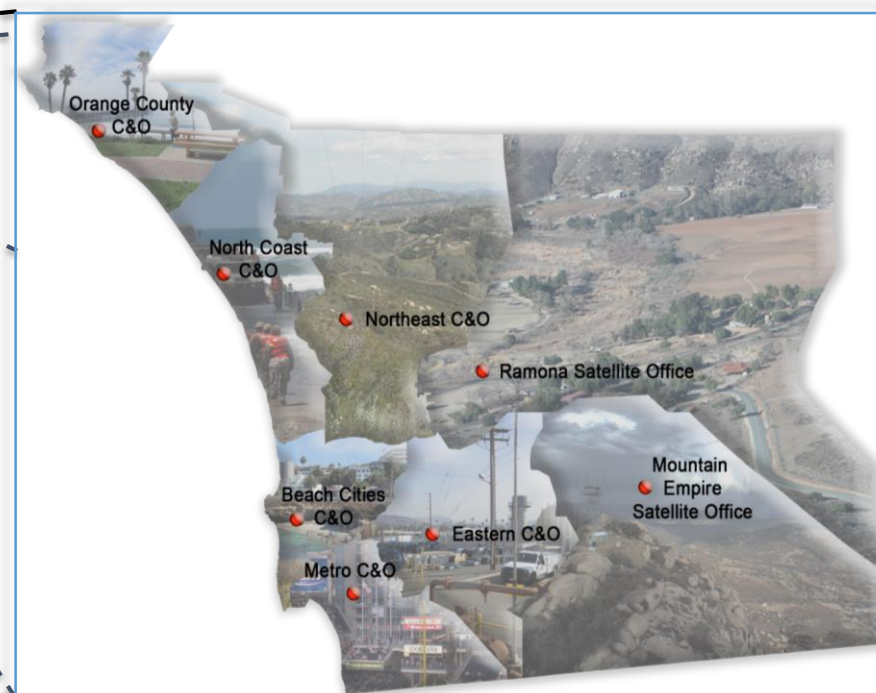 Orange County
C&O
North Coast
C&O
Northeast C&O
Ramona Satellite Office
Mountain
Empire
Satellite Office
Beach Cities
C&O
Eastern C&O
Metro C&O